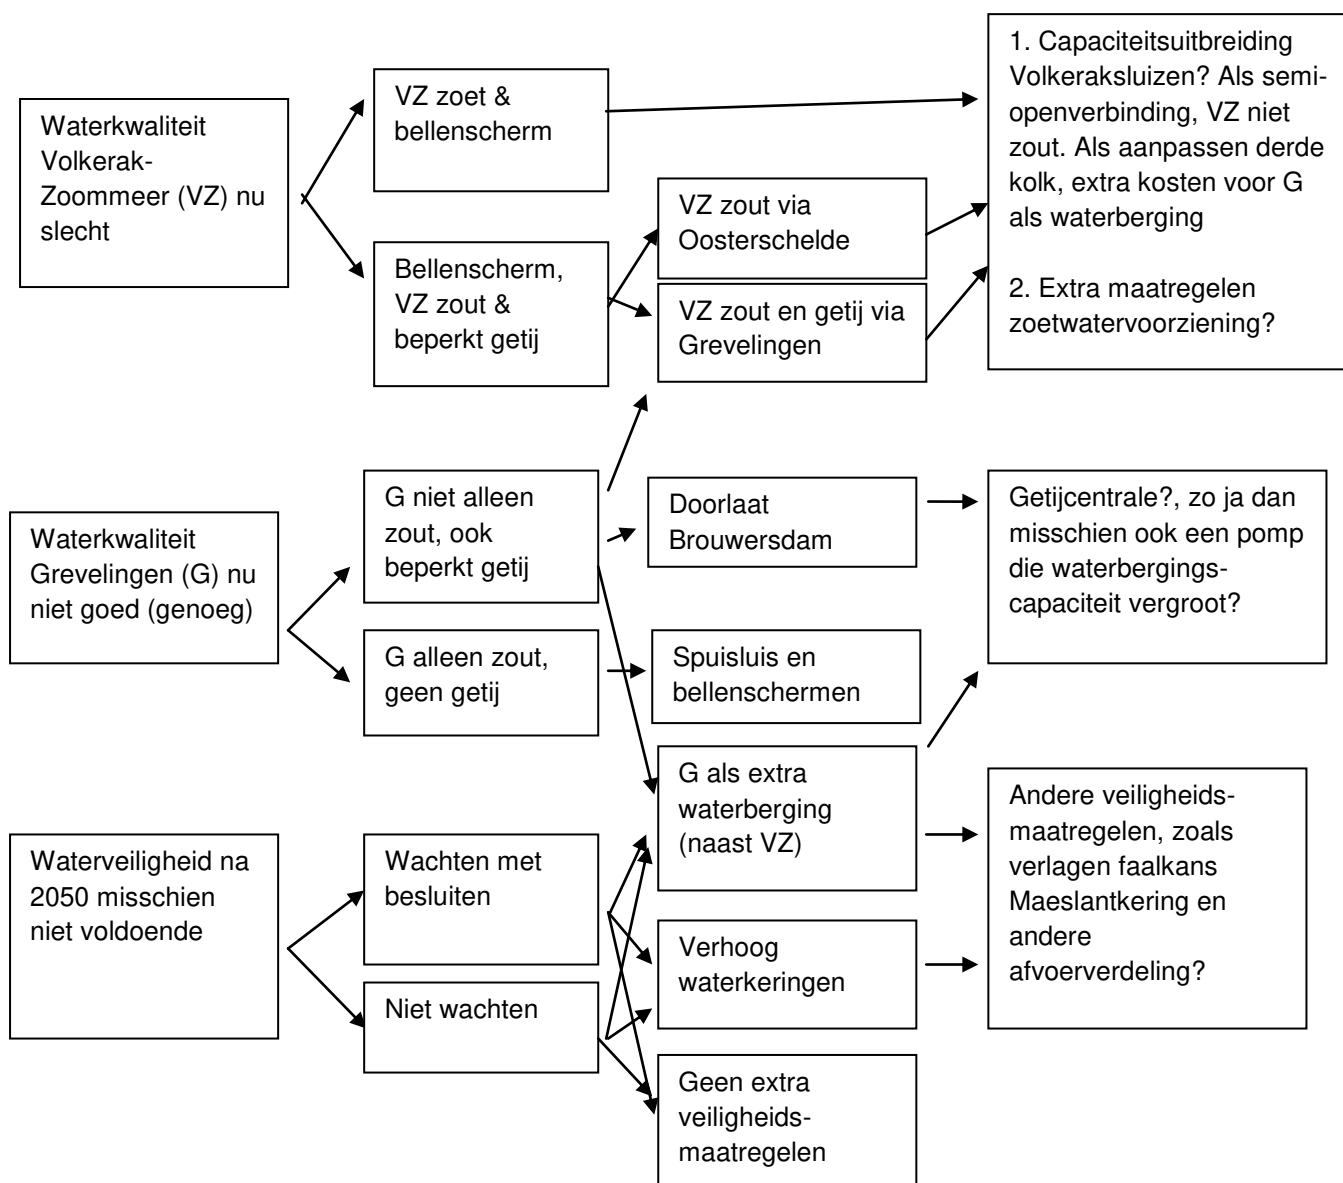 Waterkwaliteit
Volkerak-
Zoommeer (VZ) nu
slecht
VZ zoet &
bellenscherm
Bellenscherm,
VZ zout &
beperkt getij
VZ zout via
Oosterschelde
VZ zout en getij via
Grevelingen
1. Capaciteitsuitbreiding
Volkeraksluizen? Als semi-
openverbinding, VZ niet
zout. Als aanpassen derde
kolk, extra kosten voor G
als waterberging
2. Extra maatregelen
zoetwatervoorziening?
Waterkwaliteit
Grevelingen (G) nu
niet goed (genoeg)
G niet alleen
zout, ook
beperkt getij
G alleen zout,
geen getij
Doorlaat
Brouwersdam
Spuisluis en
bellenschermen
Getijcentrale?, zo ja dan
misschien ook een pomp
die waterbergings-
capaciteit vergroot?
Waterveiligheid na
2050 misschien
niet voldoende
Wachten met
besluiten
Niet wachten
G als extra
waterberging
(naast VZ)
Verhoog
waterkeringen
Geen extra
veiligheids-
maatregelen
Andere veiligheids-
maatregelen, zoals
verlagen faalkans
Maeslantkering en
andere
afvoerverdeling?